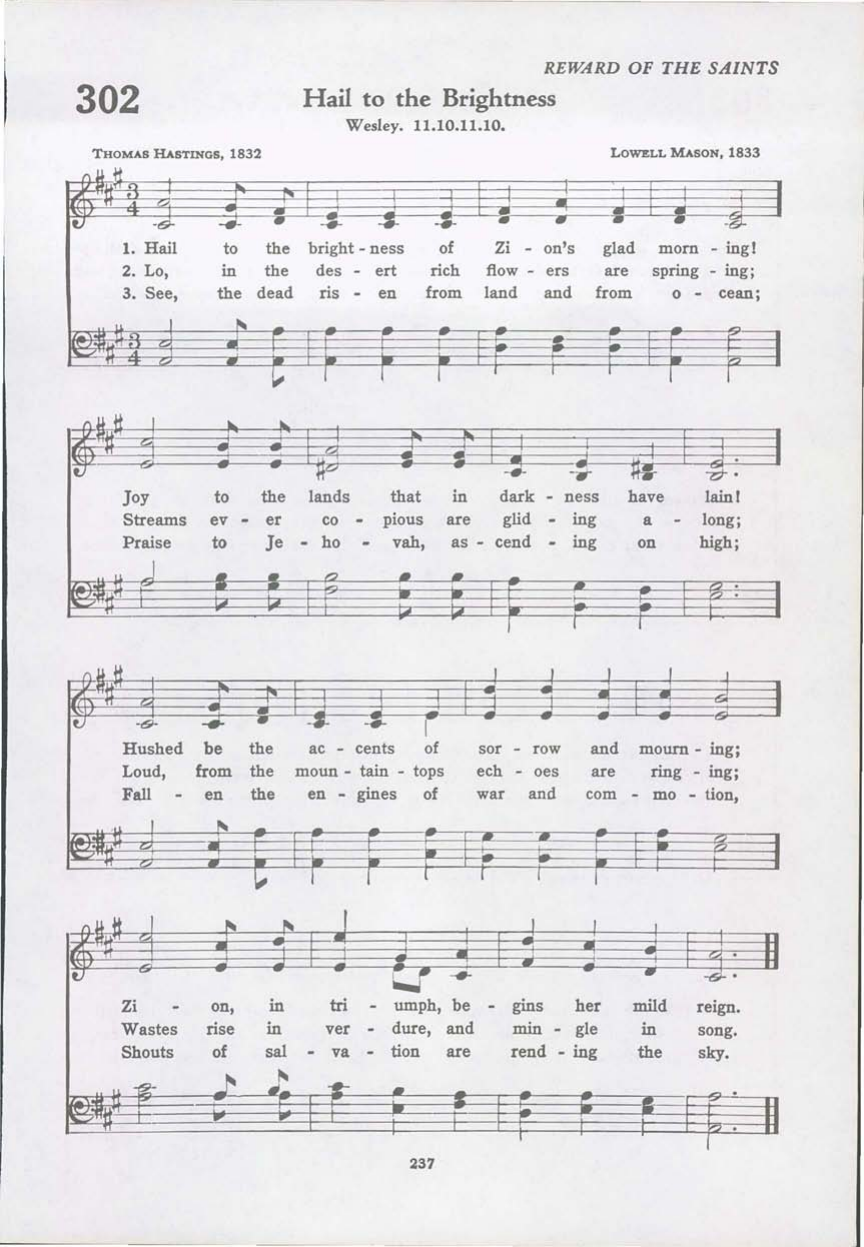 REWARD OF THE SAINTS
302
Hail to the Brightness
Wesley. 11.10.11.10.
THOMAS HASTINGS, 1832 LOWELL MASON, 1833
1. Hail to the bright - ness of Zi - on's glad morn - ing!
2. Lo, in the des - ert rich flow - ers are spring - ing;
3. See, the dead ris - en from land and from o - cean;
Joy to the lands that in dark - ness have lain!
Streams ev - er co - pious are glid - ing a - long;
Praise to Je - ho - vah, as - cend - ing on high;
Hushed be the ac - cents of sor - row and mourn - ing;
Loud, from the moun - tain - tops ech - oes are ring - ing;
Fall - en the en - gines of war and com - mo - tion,
Zi - on, in tri - umph, be - gins her mild reign.
Wastes rise in ver - dure, and min - gle in song.
Shouts of sal - va - tion are rend - ing the sky.
237